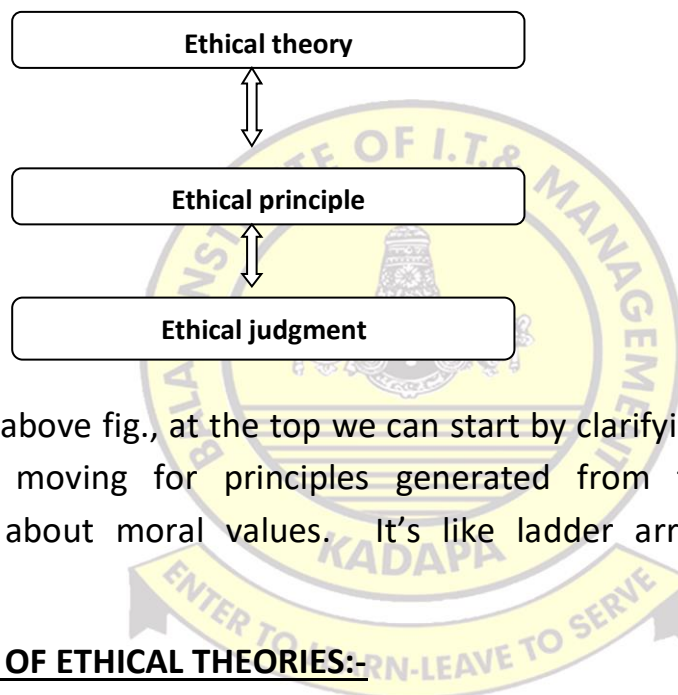 Ethical theory
Ethical principle
Ethical judgment
above fig., at the top we can start by clarifyi
moving for principles generated from
about moral values. It's like ladder arr
OF ETHICAL THEORIES:-
OF I.T.& MANAGEMENT
KADAPA
ENTER TO LEARN-LEAVE TO SERVE